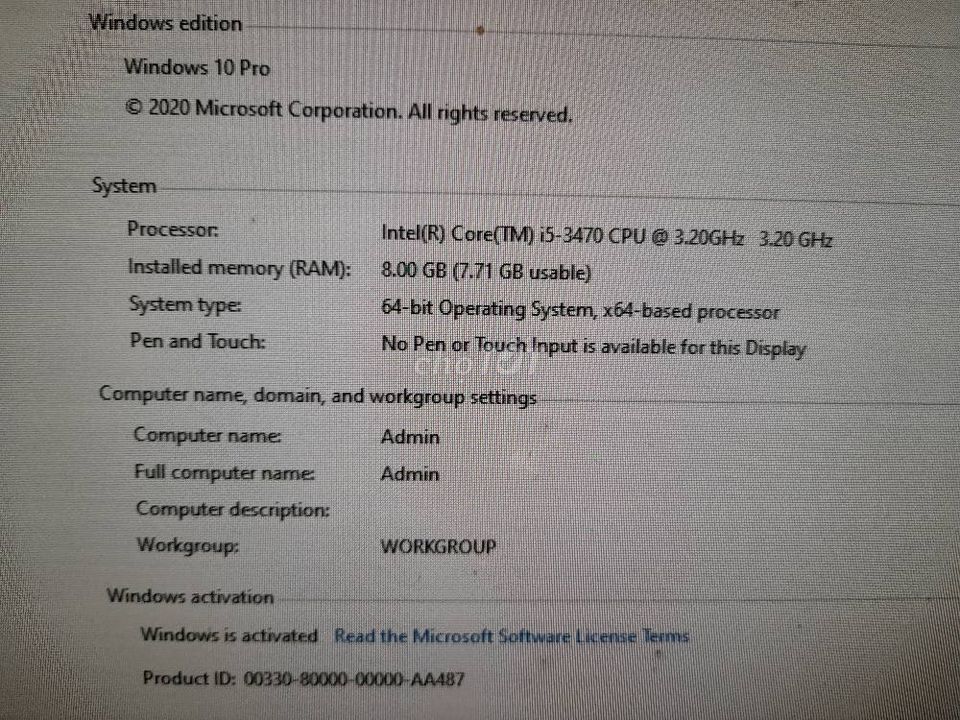 Windows edition
Windows 10 Pro
© 2020 Microsoft Corporation. All rights reserved.
System
Processor: Intel(R) Core(TM) i5-3470 CPU @ 3.20GHz 3.20 GHz
Installed memory (RAM): 8.00 GB (7.71 GB usable)
System type: 64-bit Operating System, x64-based processor
Pen and Touch: No Pen or Touch Input is available for this Display
chợTỐT
Computer name, domain, and workgroup settings
Computer name: Admin
Full computer name: Admin
Computer description:
Workgroup: WORKGROUP
Windows activation
Windows is activated Read the Microsoft Software License Terms
Product ID: 00330-80000-00000-AA487